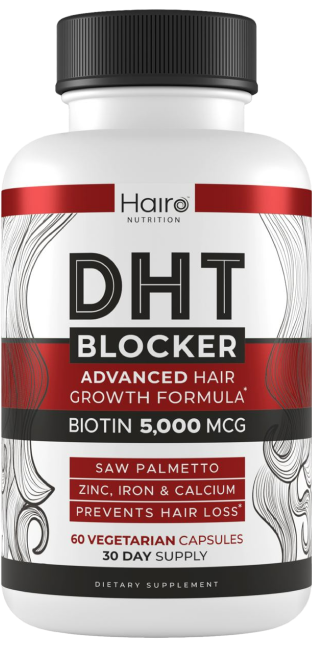 Hairo
NUTRITION
DHT
BLOCKER
ADVANCED HAIR
GROWTH FORMULA*
BIOTIN 5,000 MCG
SAW PALMETTO
ZINC, IRON & CALCIUM
PREVENTS HAIR LOSS*
60 VEGETARIAN CAPSULES
30 DAY SUPPLY
DIETARY SUPPLEMENT